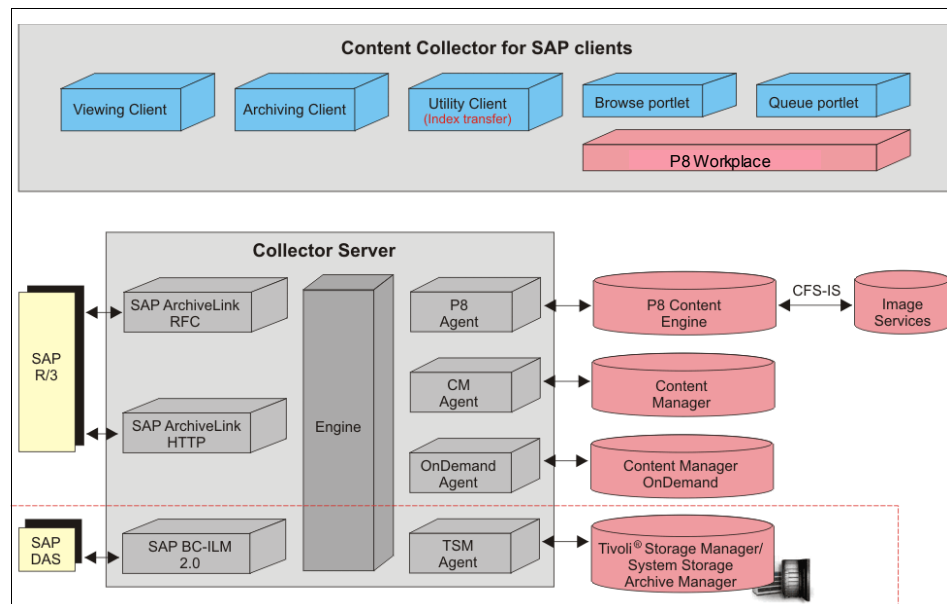 Content Collector for SAP clients
Viewing Client
Archiving Client
Utility Client
(Index transfer)
Browse portlet
Queue portlet
P8 Workplace
Collector Server
SAP
R/3
SAP ArchiveLink
RFC
SAP ArchiveLink
HTTP
Engine
P8
Agent
P8 Content
Engine
CFS-IS
Image
Services
CM
Agent
Content
Manager
OnDemand
Agent
Content Manager
OnDemand
SAP
DAS
SAP BC-ILM
2.0
TSM
Agent
Tivoli® Storage Manager/
System Storage
Archive Manager